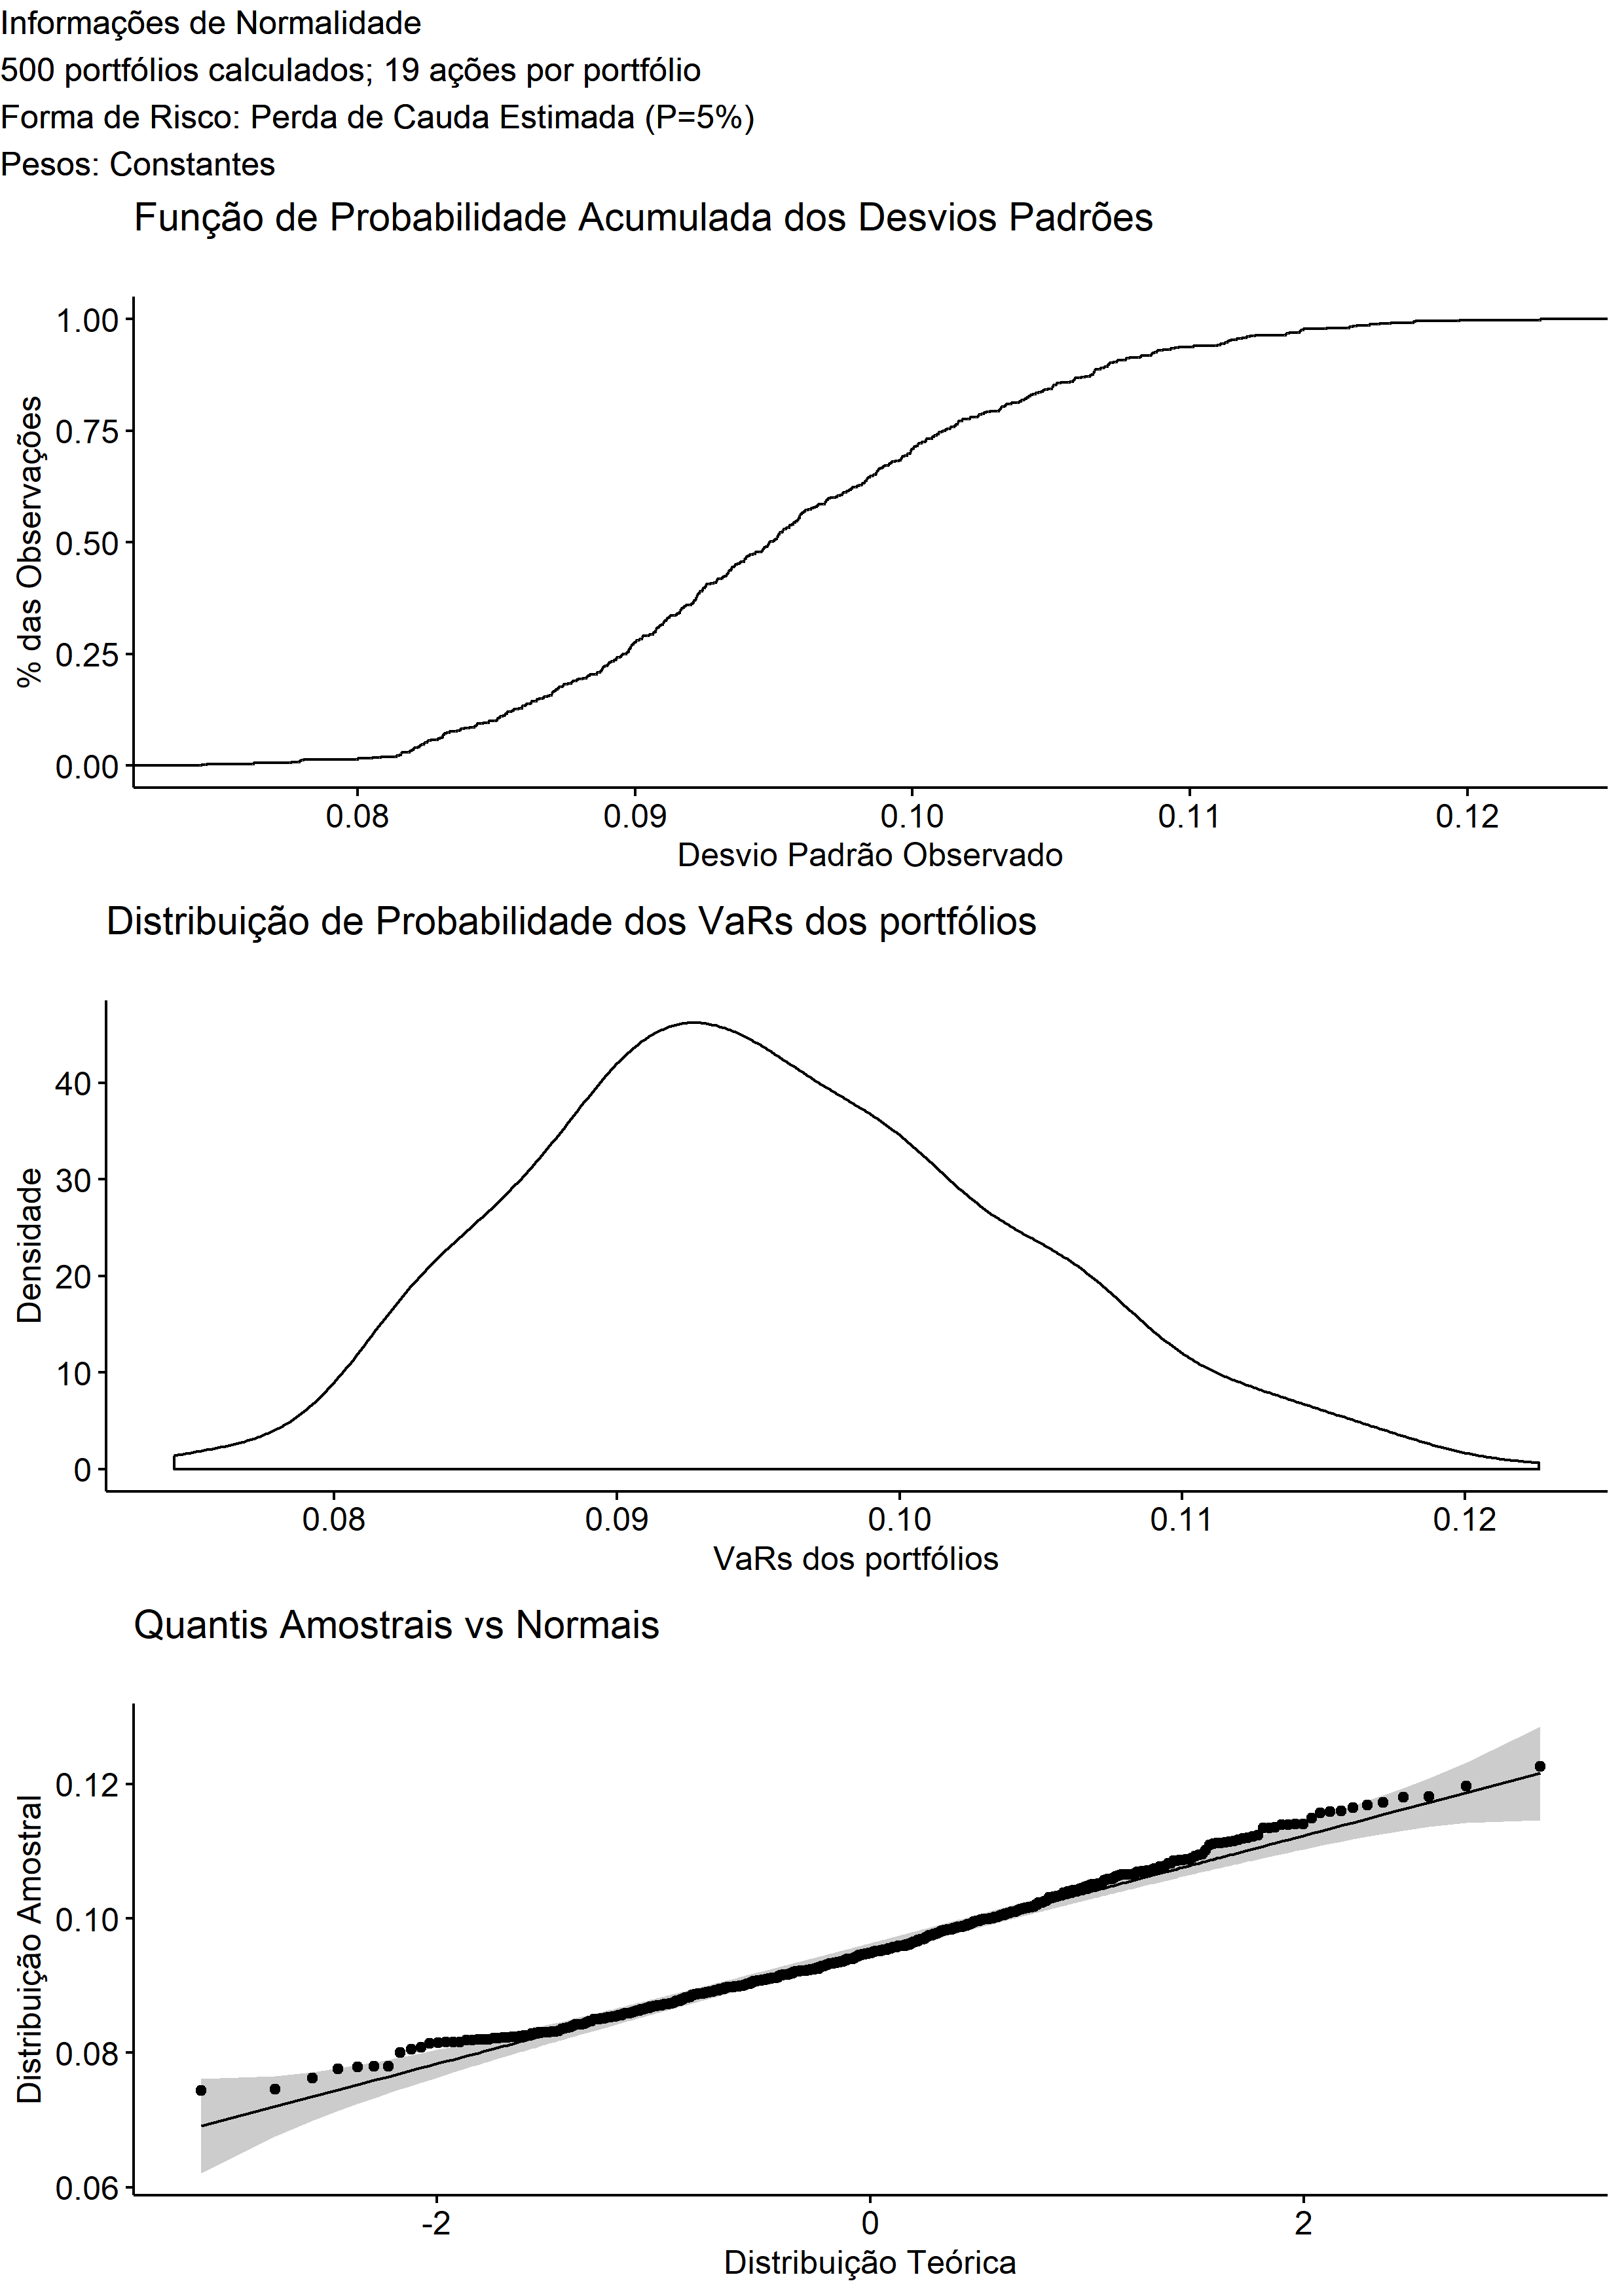 Informações de Normalidade
500 portfólios calculados; 19 ações por portfólio
Forma de Risco: Perda de Cauda Estimada (P=5%)
Pesos: Constantes
Função de Probabilidade Acumulada dos Desvios Padrões
% das Observações
1.00
0.75
0.50
0.25
0.00
0.08 0.09 0.10 0.11 0.12
Desvio Padrão Observado
Distribuição de Probabilidade dos VaRs dos portfólios
Densidade
40
30
20
10
0
0.08 0.09 0.10 0.11 0.12
VaRs dos portfólios
Quantis Amostrais vs Normais
Distribuição Amostral
0.12
0.10
0.08
0.06
-2 0 2
Distribuição Teórica